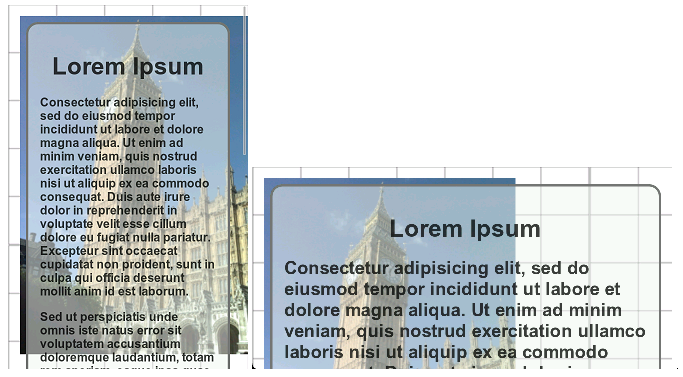 Lorem Ipsum
Consectetur adipisicing elit,
sed do eiusmod tempor
incididunt ut labore et dolore
magna aliqua. Ut enim ad
minim veniam, quis nostrud
exercitation ullamco laboris
nisi ut aliquip ex ea commodo
consequat. Duis aute irure
dolor in reprehenderit in
voluptate velit esse cillum
dolore eu fugiat nulla pariatur.
Excepteur sint occaecat
cupidatat non proident, sunt in
culpa qui officia deserunt
mollit anim id est laborum.
Sed ut perspiciatis unde
omnis iste natus error sit
voluptatem accusantium
doloremque laudantium, totam
Lorem Ipsum
Consectetur adipisicing elit, sed do
eiusmod tempor incididunt ut labore et
dolore magna aliqua. Ut enim ad minim
veniam, quis nostrud exercitation ullamco
laboris nisi ut aliquip ex ea commodo